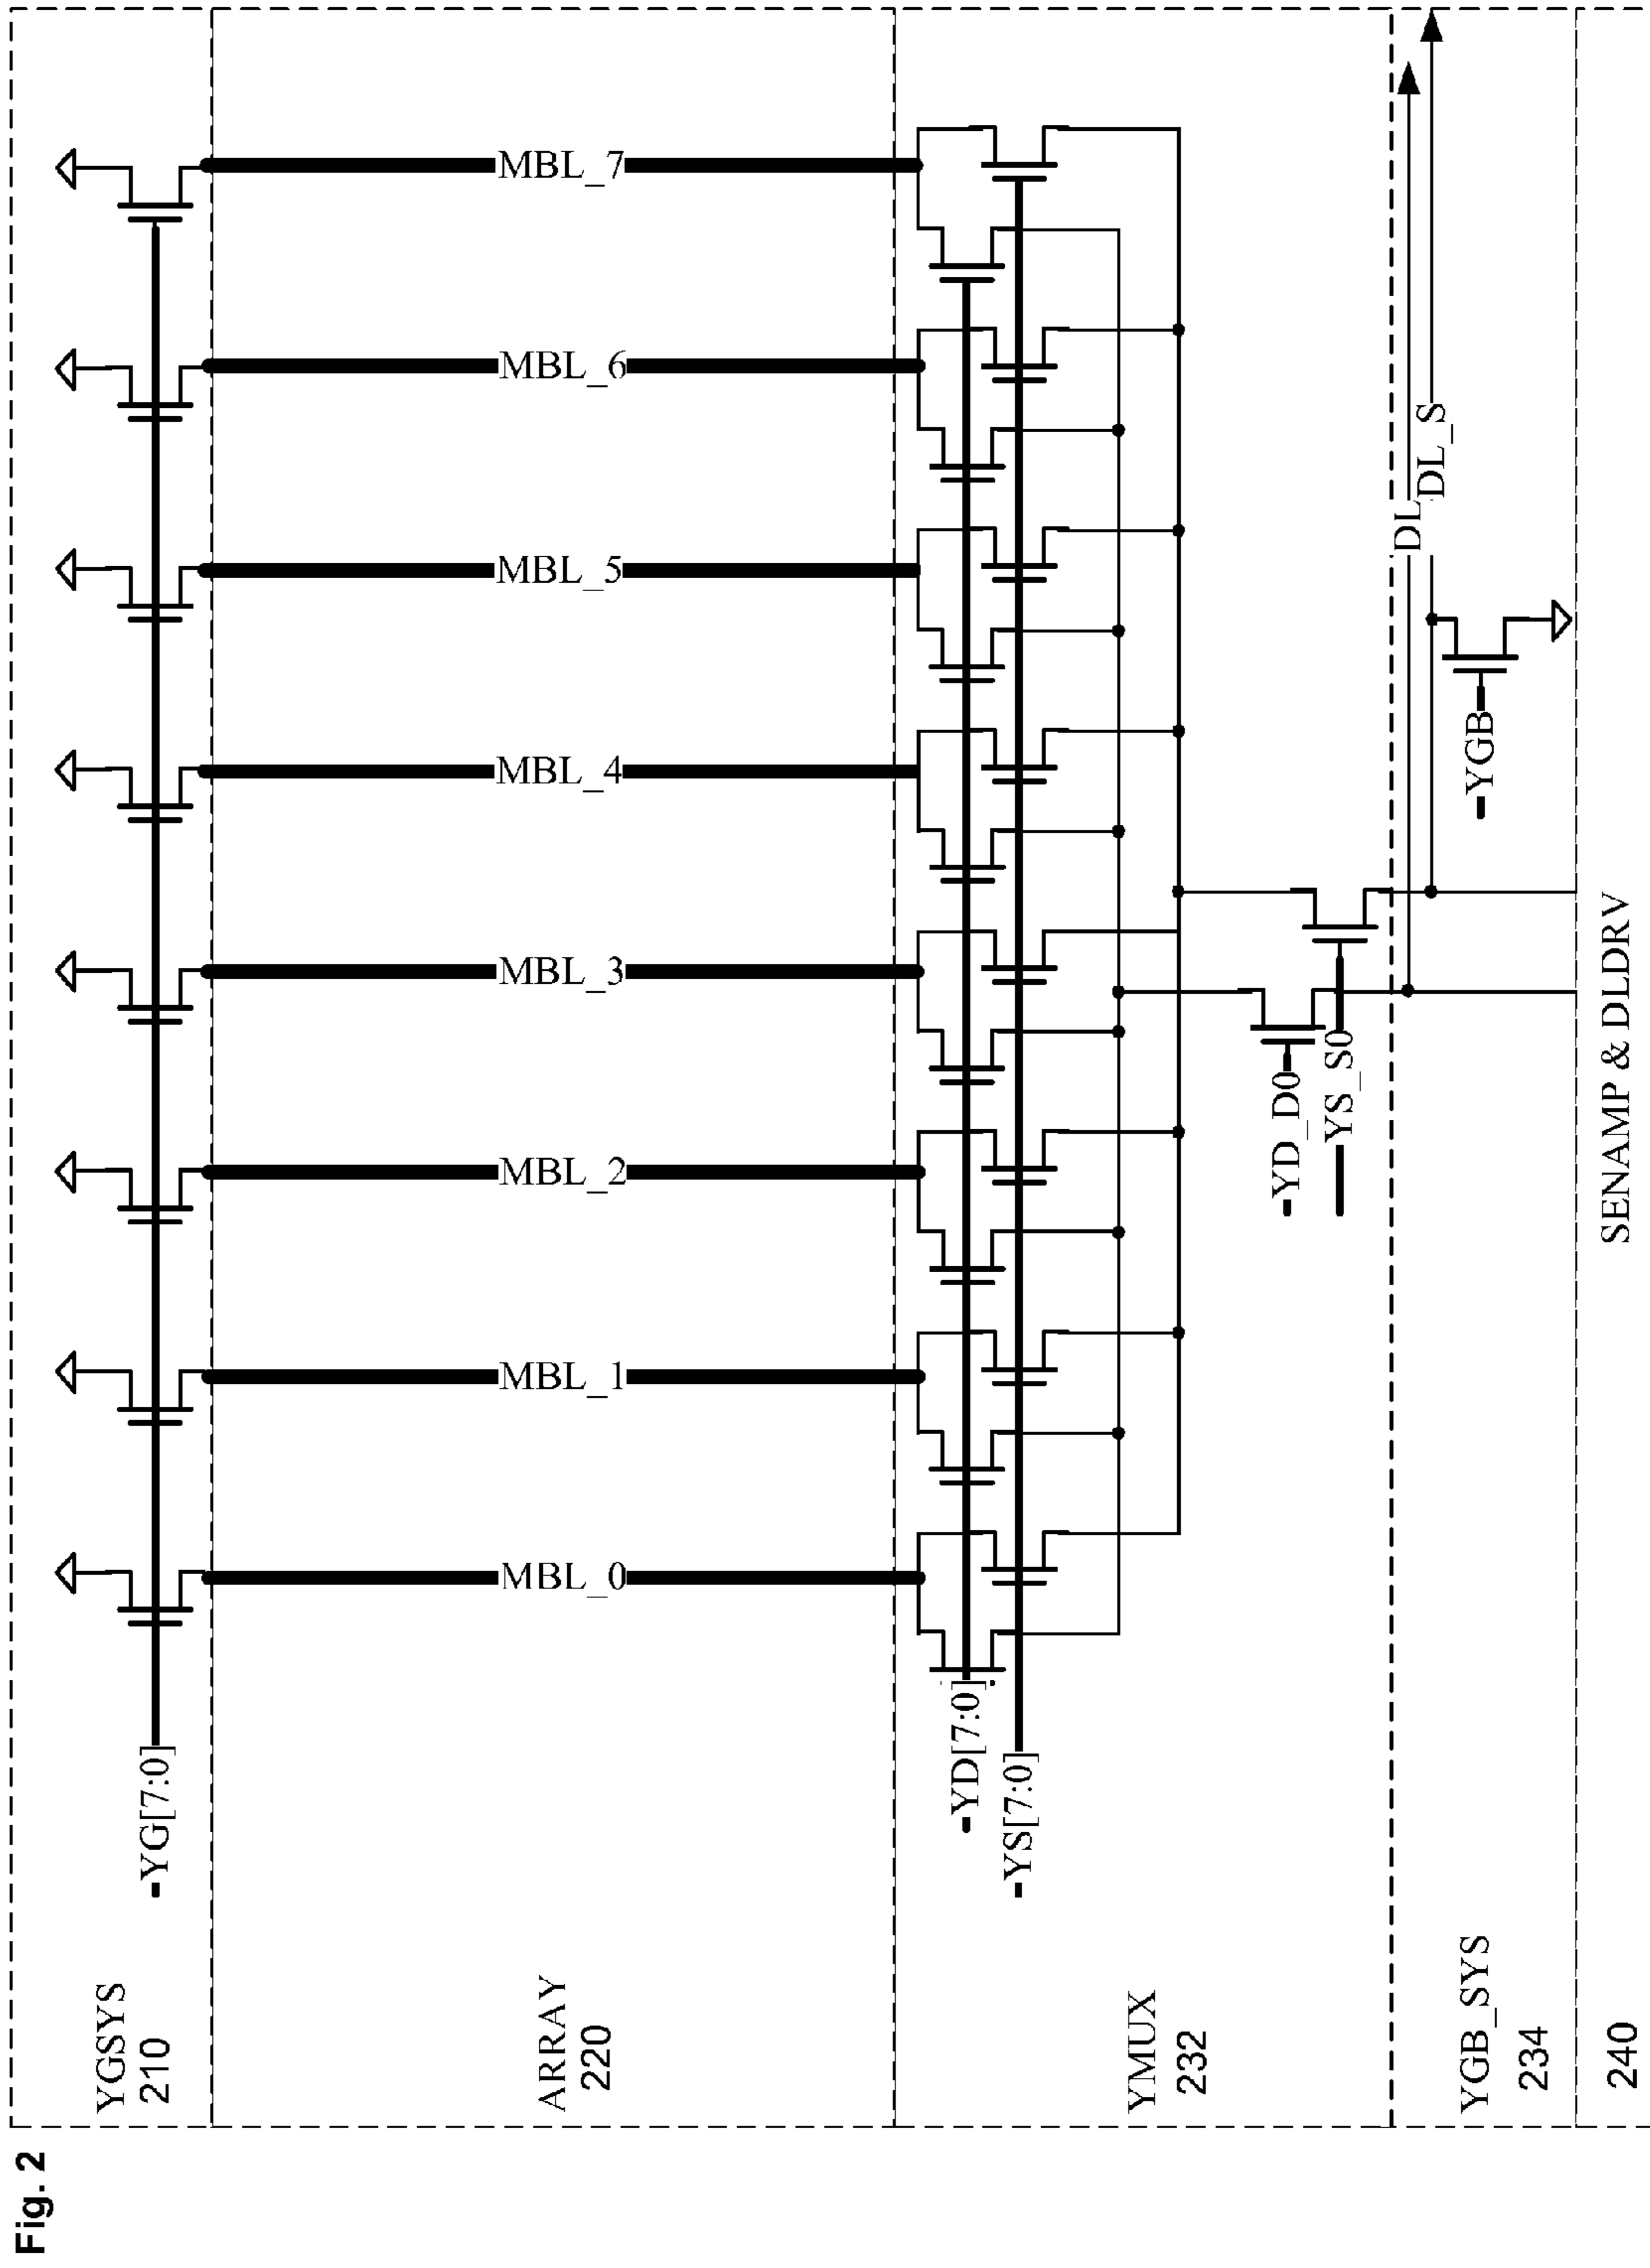 Fig. 2
YGSYS
210
YG[7:0]
ARRAY
220
MBL_0
MBL_1
MBL_2
MBL_3
MBL_4
MBL_5
MBL_6
MBL_7
YMUX
232
YD[7:0]
YS[7:0]
YD_D0
YS_S0
YGB_SYS
234
DL
DL_S
YGB
240
SENAMP & DLDRV